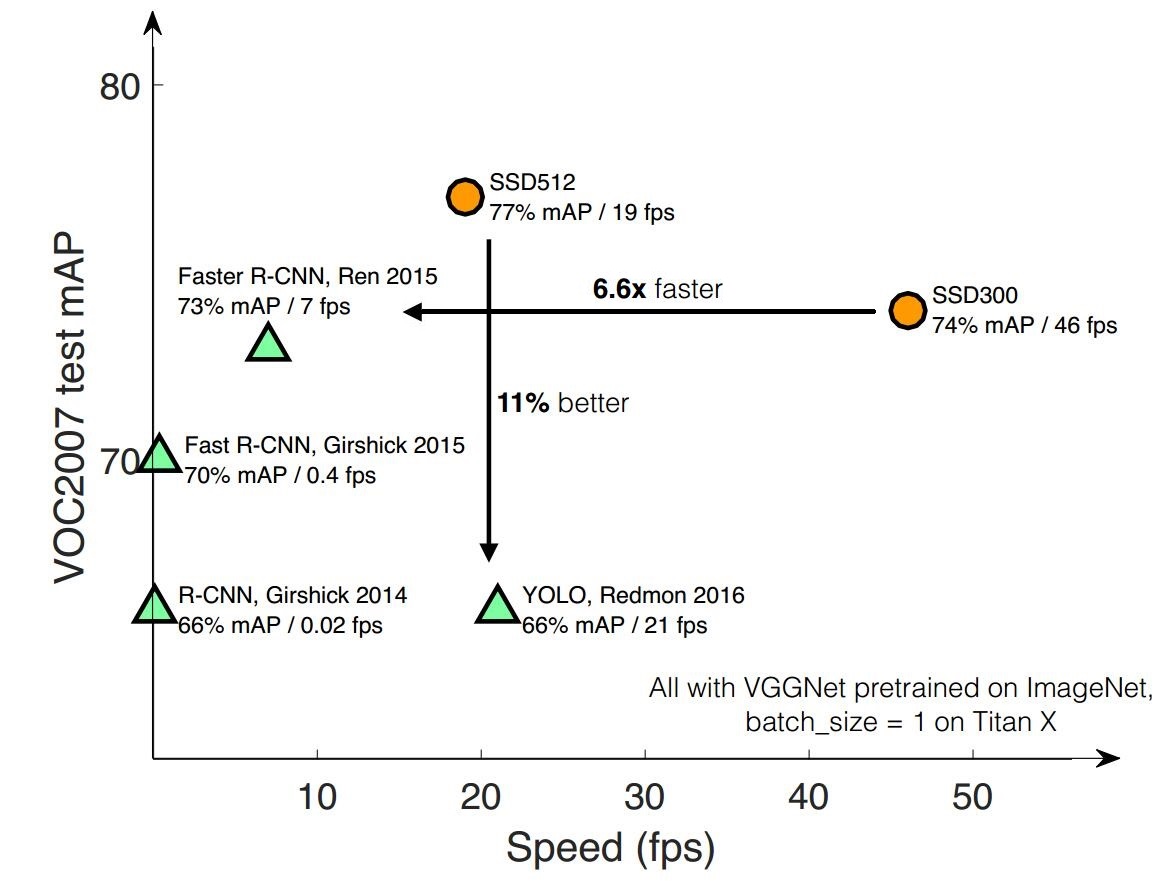 80
SSD512
77% mAP / 19 fps
Faster R-CNN, Ren 2015
73% mAP / 7 fps
6.6x faster
SSD300
74% mAP / 46 fps
11% better
VOC2007 test mAP
70
Fast R-CNN, Girshick 2015
70% mAP / 0.4 fps
R-CNN, Girshick 2014
66% mAP / 0.02 fps
YOLO, Redmon 2016
66% mAP / 21 fps
All with VGGNet pretrained on ImageNet,
batch_size = 1 on Titan X
10 20 30 40 50
Speed (fps)